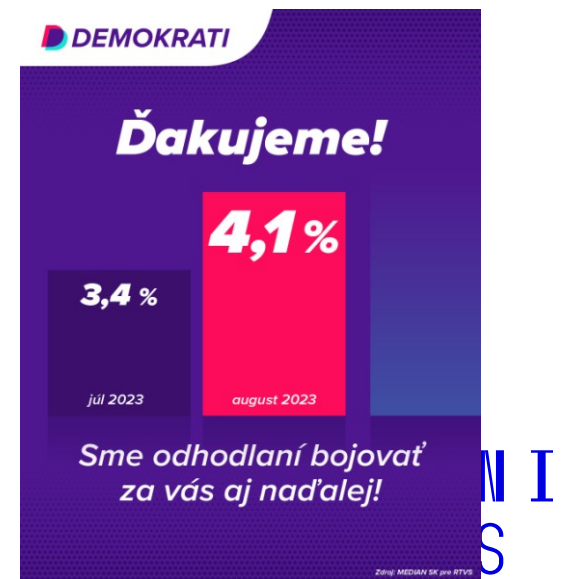 DEMOKRATI
Ďakujeme!
4,1 %
3,4 %
júl 2023
august 2023
Sme odhodlaní bojovať
za vás aj naďalej!
NI
S
Zdroj: MEDIAN SK pre RTVS